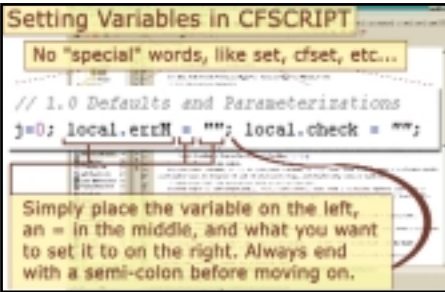 Setting Variables in CFSCRIPT
No "special" words, like set, cfset, etc...
// 1.0 Defaults and Parameterizations
j=0; local.errM = ""; local.check = "";
Simply place the variable on the left,
an = in the middle, and what you want
to set it to on the right. Always end
with a semi-colon before moving on.